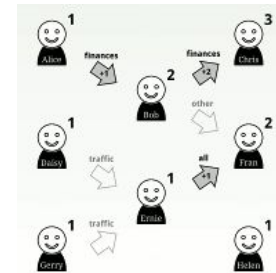 1
3
finances
finances
Alice
+1
2
+2
Chris
Bob
other
1
1
2
traffic
all
Daisy
+1
Fran
Ernie
1
traffic
1
Gerry
Helen